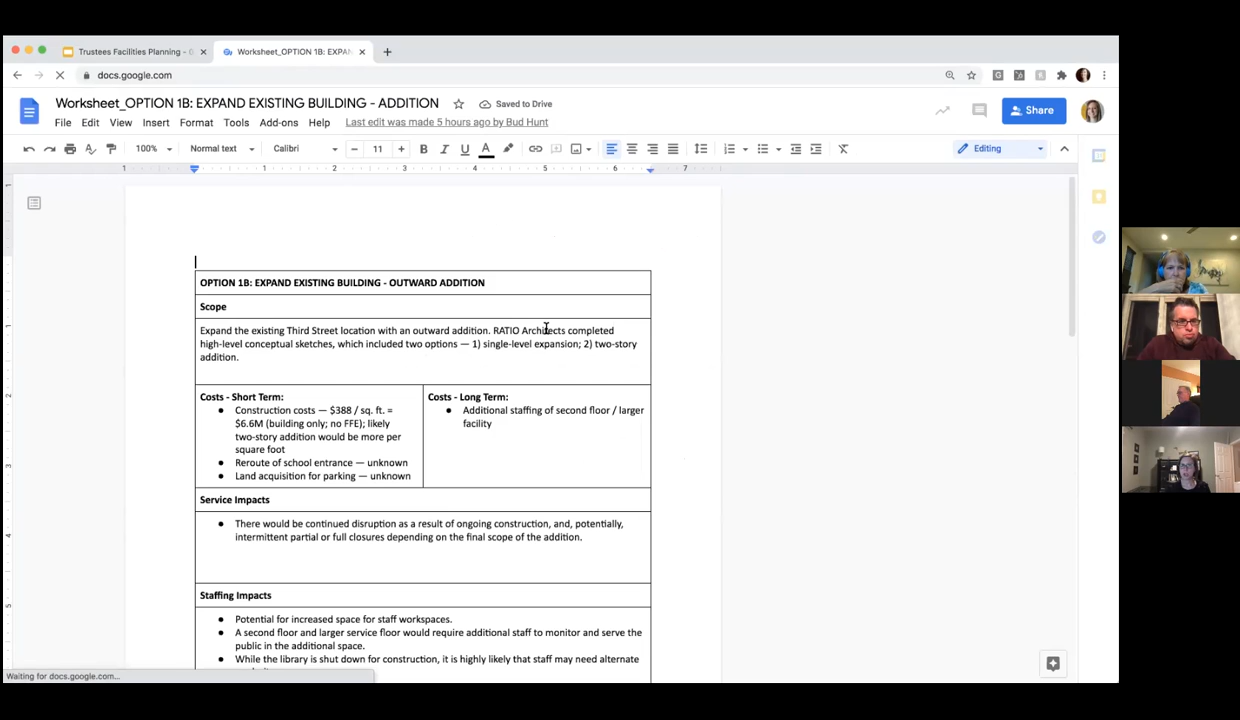 Trustees Facilities Planning -
Worksheet_OPTION 1B: EXPAN
docs.google.com
Worksheet_OPTION 1B: EXPAND EXISTING BUILDING - ADDITION
Saved to Drive
Share
File Edit View Insert Format Tools Add-ons Help Last edit was made 5 hours ago by Bud Hunt
100% Normal text Calibri 11 Editing
1 1 2 3 4 5 6 7
OPTION 1B: EXPAND EXISTING BUILDING - OUTWARD ADDITION
Scope
Expand the existing Third Street location with an outward addition. RATIO Architects completed
high-level conceptual sketches, which included two options — 1) single-level expansion; 2) two-story
addition.
Costs - Short Term:
● Construction costs — $388 / sq. ft. =
$6.6M (building only; no FFE); likely
two-story addition would be more per
square foot
● Reroute of school entrance — unknown
● Land acquisition for parking — unknown
Costs - Long Term:
● Additional staffing of second floor / larger
facility
Service Impacts
● There would be continued disruption as a result of ongoing construction, and, potentially,
intermittent partial or full closures depending on the final scope of the addition.
Staffing Impacts
● Potential for increased space for staff workspaces.
● A second floor and larger service floor would require additional staff to monitor and serve the
public in the additional space.
● While the library is shut down for construction, it is highly likely that staff may need alternate
Waiting for docs.google.com...